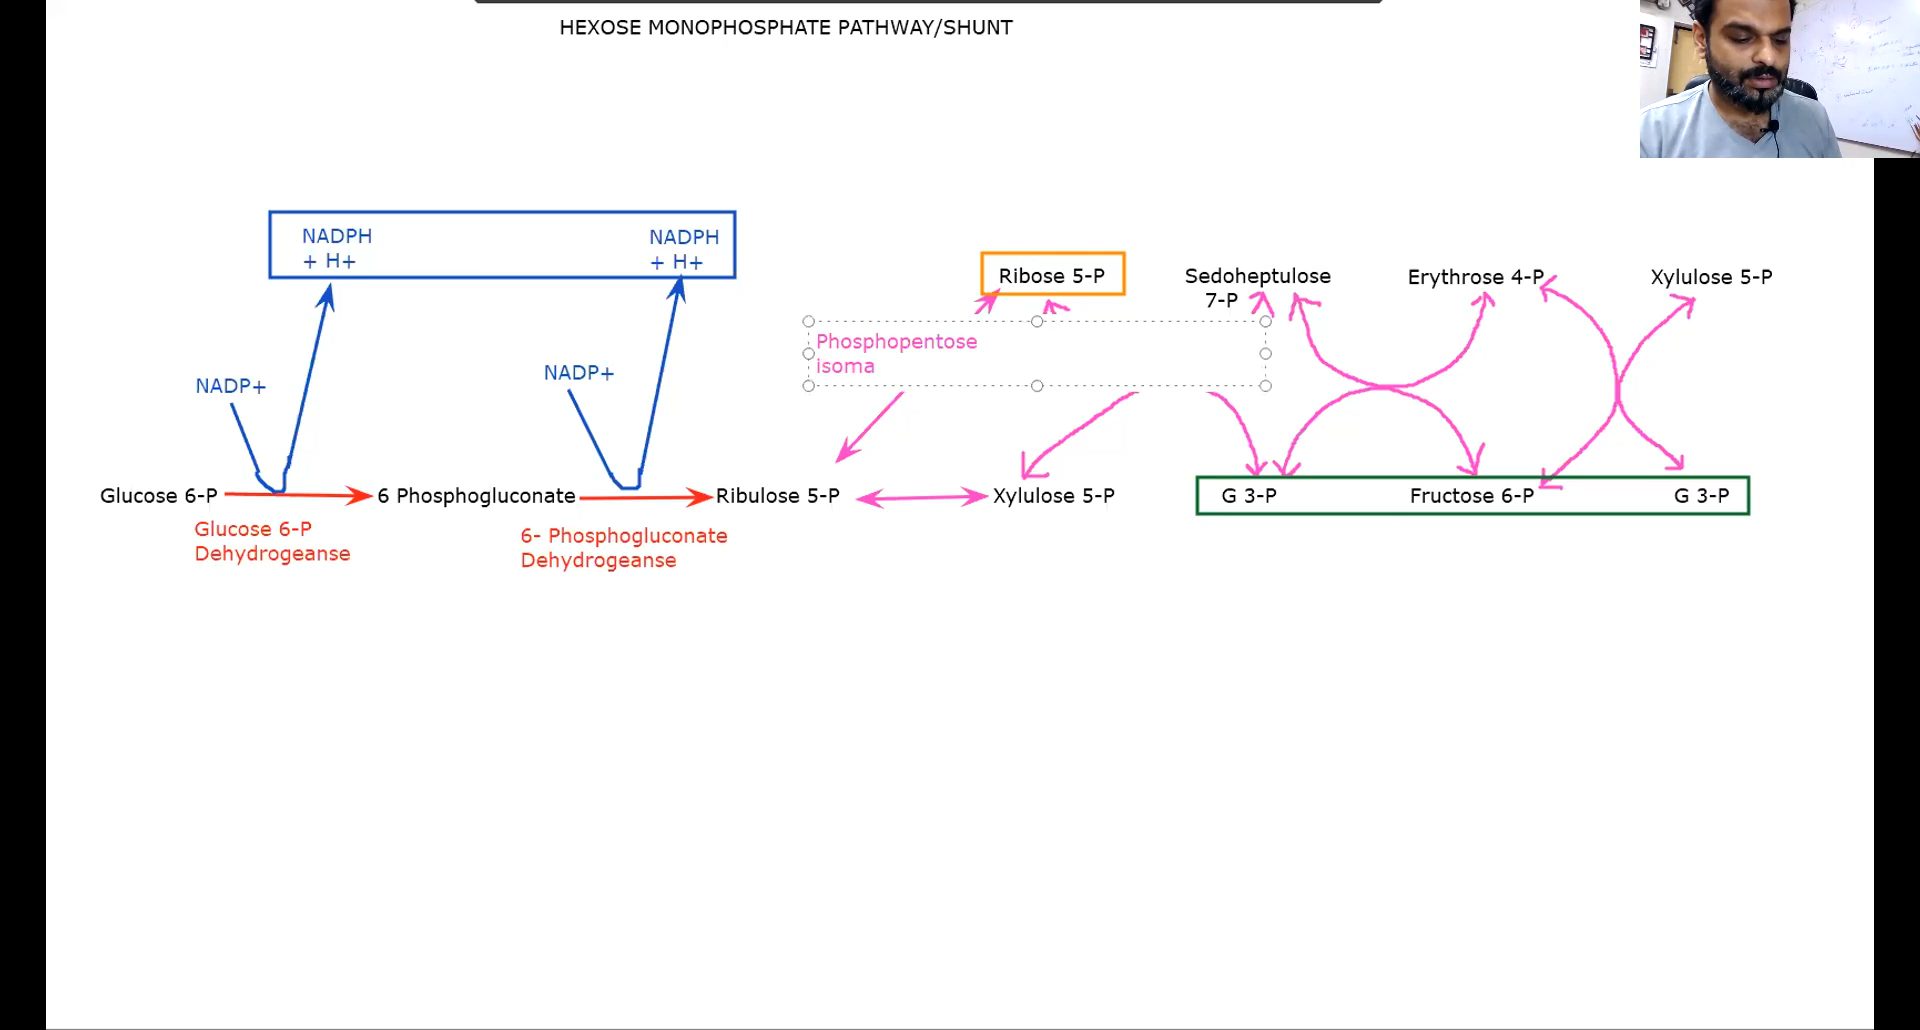 HEXOSE MONOPHOSPHATE PATHWAY/SHUNT
NADPH
+ H+
NADPH
+ H+
Ribose 5-P
Sedoheptulose
7-P
Erythrose 4-P
Xylulose 5-P
Phosphopentose
isoma
NADP+
NADP+
Glucose 6-P
6 Phosphogluconate
Ribulose 5-P
Xylulose 5-P
G 3-P
Fructose 6-P
G 3-P
Glucose 6-P
Dehydrogeanse
6- Phosphogluconate
Dehydrogeanse